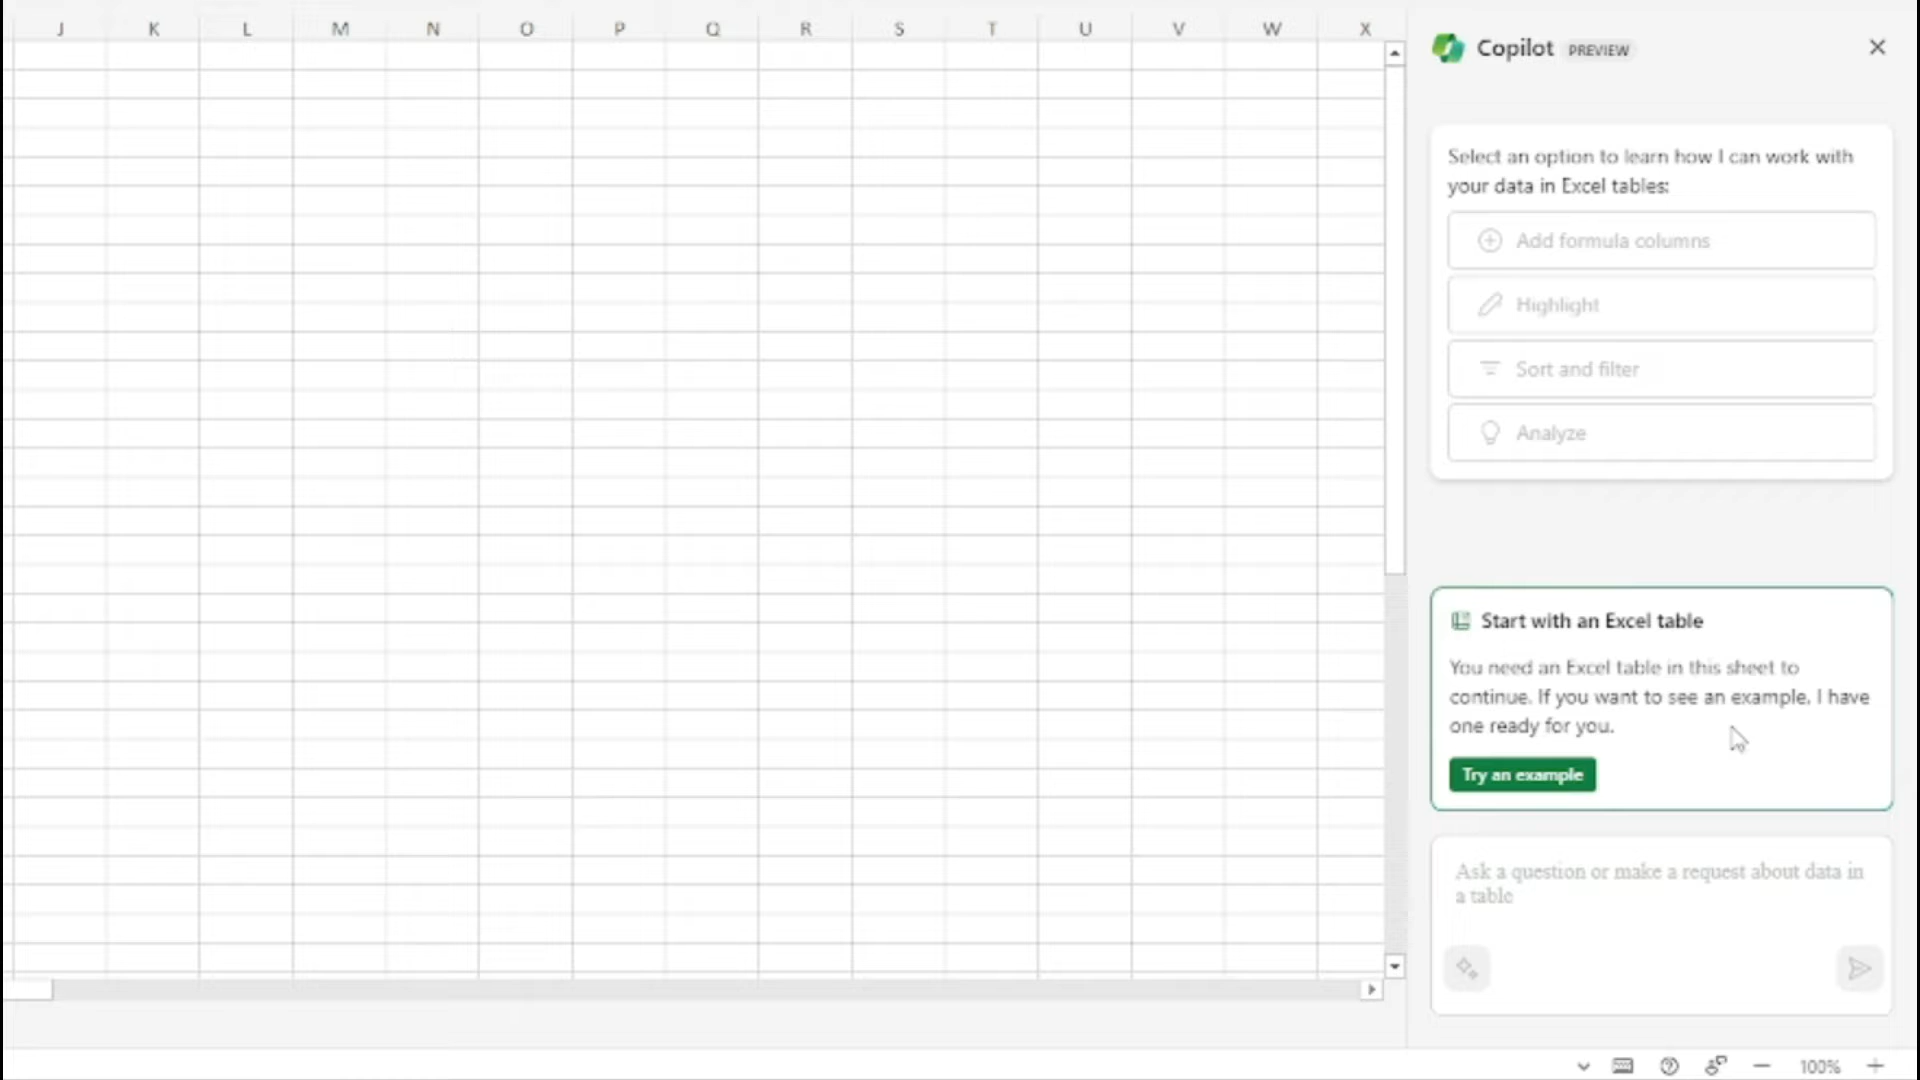 J K L M N O P Q R S T U V W X
Copilot PREVIEW
Select an option to learn how I can work with
your data in Excel tables:
Add formula columns
Highlight
Sort and filter
Analyze
Start with an Excel table
You need an Excel table in this sheet to
continue. If you want to see an example, I have
one ready for you.
Try an example
Ask a question or make a request about data in
a table
100%